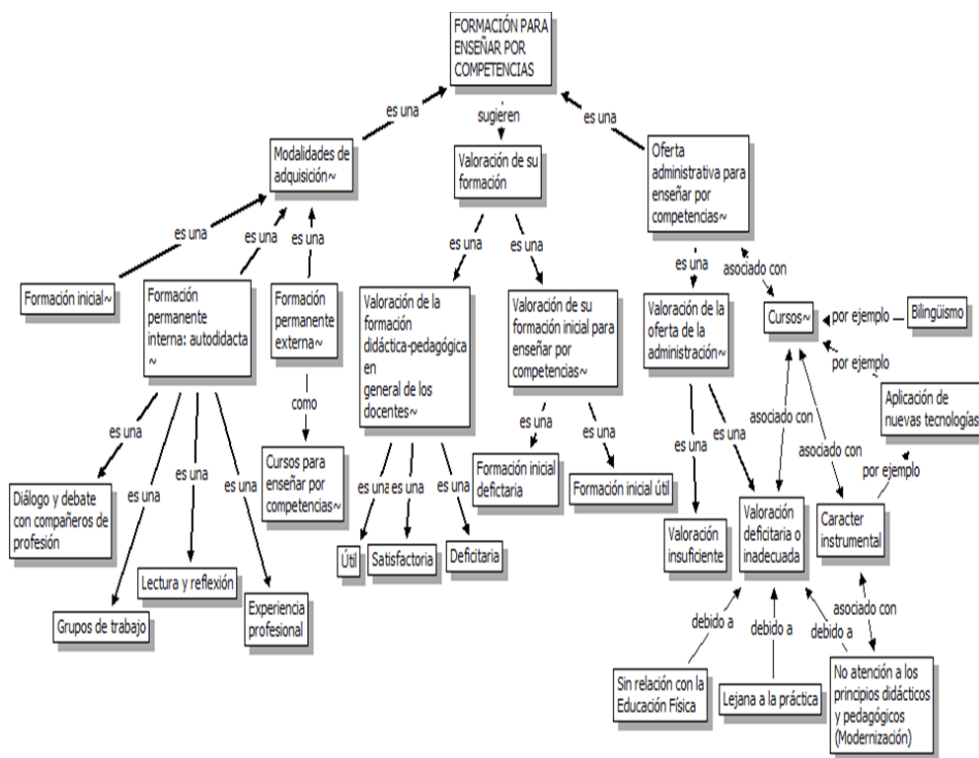 FORMACIÓN PARA
ENSEÑAR POR
COMPETENCIAS
es una
sugieren
es una
Modalidades de
adquisición~
Valoración de su
formación
Oferta
administrativa para
enseñar por
competencias~
es una
es una
es una
es una
es una
es una
asociado con
Formación inicial~
Formación
permanente
interna: autodidacta
~
Formación
permanente
externa~
Valoración de la
formación
didáctica-pedagógica
en
general de los
docentes~
Valoración de su
formación inicial para
enseñar por
competencias~
Valoración de la
oferta de la
administración~
Cursos~
por ejemplo
Bilingüismo
por ejemplo
Aplicación de
nuevas tecnologías
como
es una
es una
es una
es una
es una
es una
asociado con
asociado con
por ejemplo
es una
es una
es una
es una
es una
es una
Diálogo y debate
con compañeros de
profesión
Cursos para
enseñar por
competencias~
Formación inicial
defictaria
Formación inicial útil
Útil
Satisfactoria
Deficitaria
Valoración
insuficiente
Valoración
deficitaria o
inadecuada
Caracter
instrumental
Lectura y reflexión
Grupos de trabajo
Experiencia
profesional
debido a
debido a
debido a
asociado con
Sin relación con la
Educación Física
Lejana a la práctica
No atención a los
principios didácticos
y pedagógicos
(Modernización)